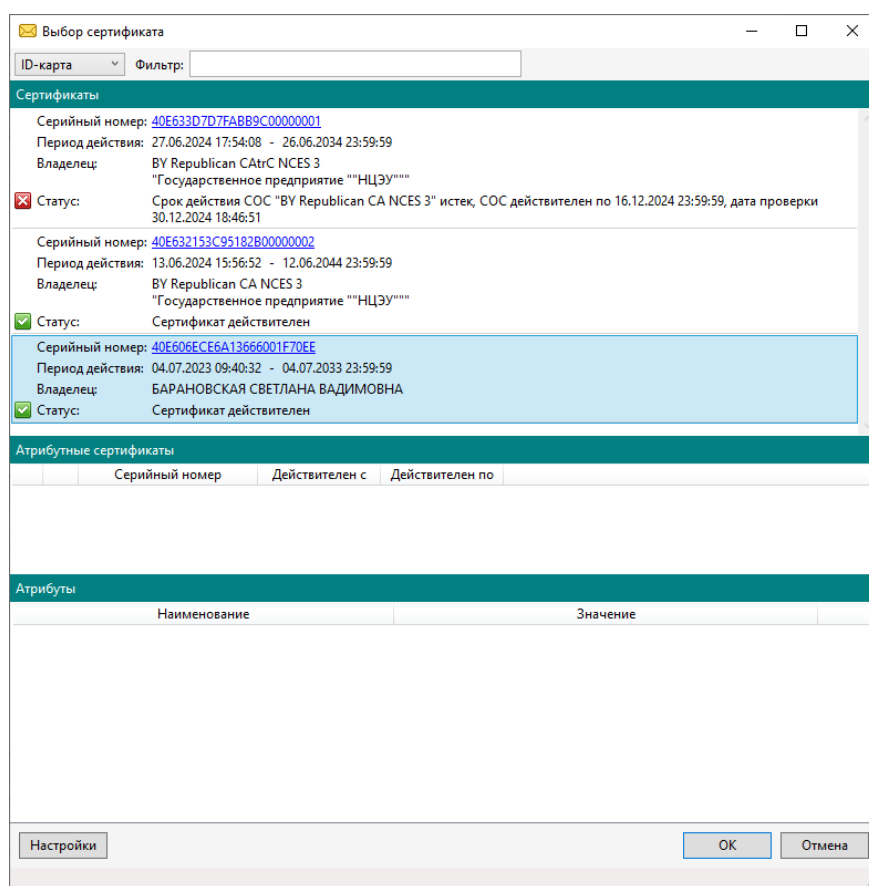 Выбор сертификата
ID-карта Фильтр:
Сертификаты
Серийный номер: 40E633D7D7FABB9C00000001
Период действия: 27.06.2024 17:54:08 - 26.06.2034 23:59:59
Владелец: BY Republican CAtrC NCES 3
"Государственное предприятие ""НЦЭУ"""
Статус: Срок действия СОС "BY Republican CA NCES 3" истек, СОС действителен по 16.12.2024 23:59:59, дата проверки
30.12.2024 18:46:51
Серийный номер: 40E632153C95182B00000002
Период действия: 13.06.2024 15:56:52 - 12.06.2044 23:59:59
Владелец: BY Republican CA NCES 3
"Государственное предприятие ""НЦЭУ"""
Статус: Сертификат действителен
Серийный номер: 40E606ECE6A13666001F70EE
Период действия: 04.07.2023 09:40:32 - 04.07.2033 23:59:59
Владелец: БАРАНОВСКАЯ СВЕТЛАНА ВАДИМОВНА
Статус: Сертификат действителен
Атрибутные сертификаты
Серийный номер Действителен с Действителен по
Атрибуты
Наименование Значение
Настройки OK Отмена